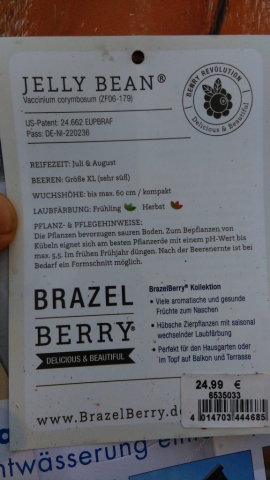 JELLY BEAN®
Vaccinium corymbosum (ZF06-179)
BERRY REVOLUTION
Delicious & Beautiful
US-Patent: 24.662 EUPBRAF
Pass: DE-NI-220236
REIFEZEIT: Juli & August
BEEREN: Größe XL (sehr süß)
WUCHSHÖHE: bis max. 60 cm / kompakt
LAUBFÄRBUNG: Frühling Herbst
PFLANZ- & PFLEGEHINWEISE:
Die Pflanzen bevorzugen sauren Boden. Zum Bepflanzen von
Kübeln eignet sich am besten Pflanzerde mit einem pH-Wert bis
max. 5,5. Im frühen Frühjahr düngen. Nach der Beerenernte ist bei
Bedarf ein Formschnitt möglich.
BRAZEL
BERRY®
DELICIOUS & BEAUTIFUL
BrazelBerry® Kollektion
• Viele aromatische und gesunde
Früchte zum Naschen
• Hübsche Zierpflanzen mit saisonal
wechselnder Laubfärbung
• Perfekt für den Hausgarten oder
im Topf auf Balkon und Terrasse
www.BrazelBerry.de
24.99 €
6535033
4 014703 444685
ntwässerung ein